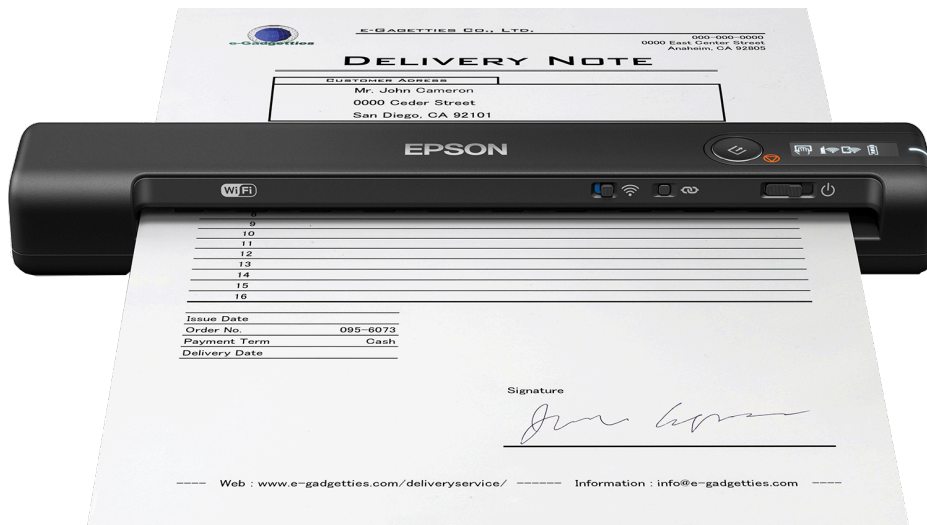 e-Gadgetties
e-Gadgetties Co., Ltd.
000-000-0000
0000 East Center Street
Anaheim, CA 92805
Delivery Note
Customer Adress
Mr. John Cameron
0000 Ceder Street
San Diego, CA 92101
EPSON
Wi Fi
8
9
10
11
12
13
14
15
16
Issue Date
Order No. 095-6073
Payment Term Cash
Delivery Date
Signature
---- Web : www.e-gadgetties.com/deliveryservice/ ------ Information : info@e-gadgetties.com ----